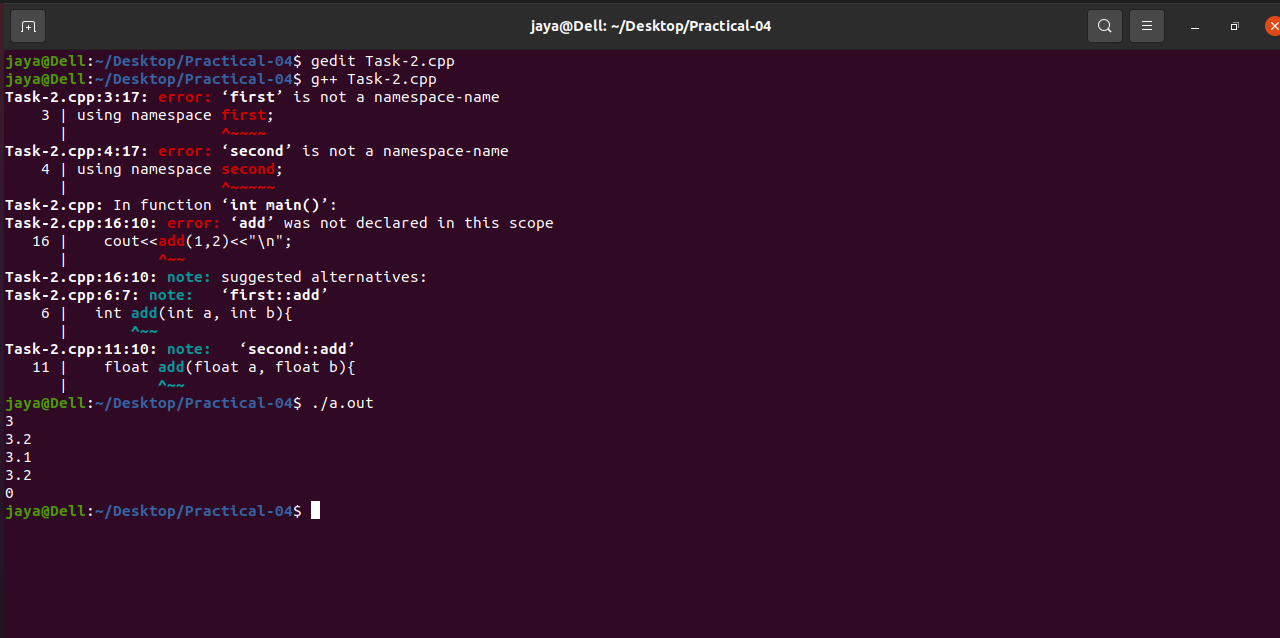 jaya@Dell: ~/Desktop/Practical-04
jaya@Dell:~/Desktop/Practical-04$ gedit Task-2.cpp
jaya@Dell:~/Desktop/Practical-04$ g++ Task-2.cpp
Task-2.cpp:3:17: error: ‘first’ is not a namespace-name
    3 | using namespace first;
      |                 ^~~~~
Task-2.cpp:4:17: error: ‘second’ is not a namespace-name
    4 | using namespace second;
      |                 ^~~~~~
Task-2.cpp: In function ‘int main()’:
Task-2.cpp:16:10: error: ‘add’ was not declared in this scope
   16 |    cout<<add(1,2)<<"\n";
      |          ^~~
Task-2.cpp:16:10: note: suggested alternatives:
Task-2.cpp:6:7: note:   ‘first::add’
    6 |   int add(int a, int b){
      |       ^~~
Task-2.cpp:11:10: note:   ‘second::add’
   11 |    float add(float a, float b){
      |          ^~~
jaya@Dell:~/Desktop/Practical-04$ ./a.out
3
3.2
3.1
3.2
0
jaya@Dell:~/Desktop/Practical-04$